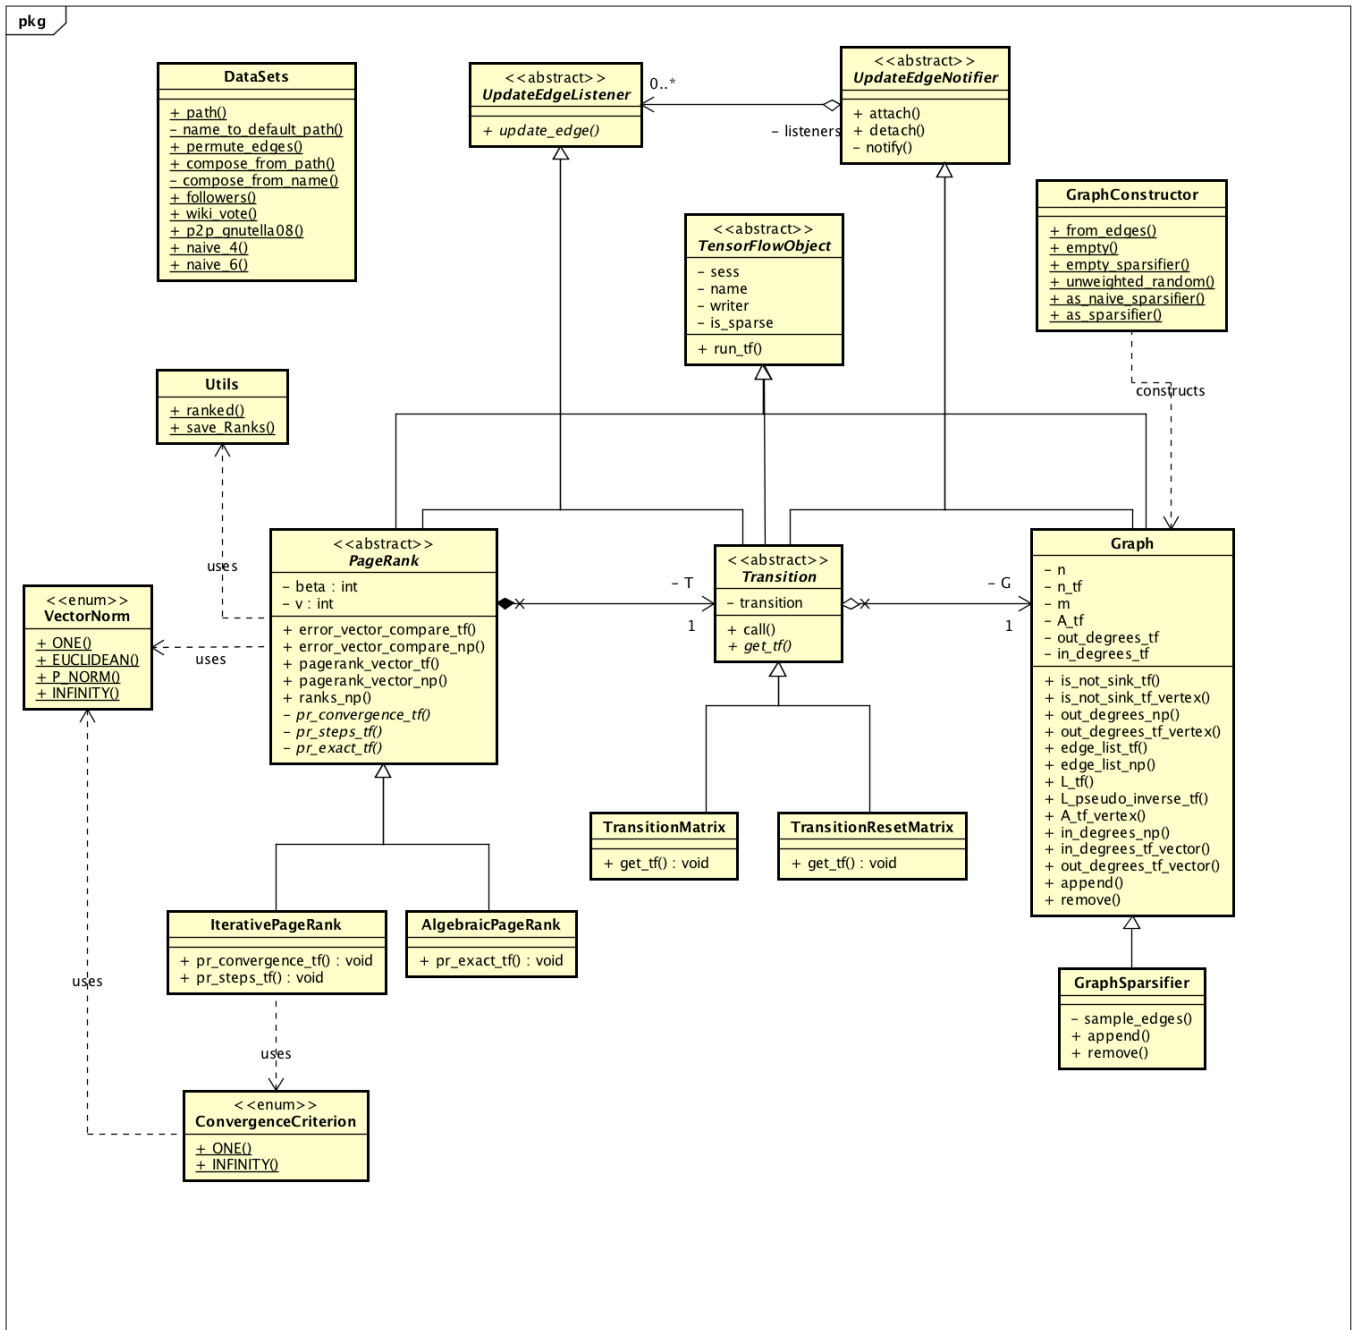 pkg
DataSets
+ path()
– name_to_default_path()
+ permute_edges()
+ compose_from_path()
– compose_from_name()
+ followers()
+ wiki_vote()
+ p2p_gnutella08()
+ naive_4()
+ naive_6()
<<abstract>>
UpdateEdgeListener
+ update_edge()
0..*
– listeners
<<abstract>>
UpdateEdgeNotifier
+ attach()
+ detach()
– notify()
<<abstract>>
TensorFlowObject
– sess
– name
– writer
– is_sparse
+ run_tf()
GraphConstructor
+ from_edges()
+ empty()
+ empty_sparsifier()
+ unweighted_random()
+ as_naive_sparsifier()
+ as_sparsifier()
constructs
Utils
+ ranked()
+ save_Ranks()
uses
<<enum>>
VectorNorm
+ ONE()
+ EUCLIDEAN()
+ P_NORM()
+ INFINITY()
uses
<<abstract>>
PageRank
– beta : int
– v : int
+ error_vector_compare_tf()
+ error_vector_compare_np()
+ pagerank_vector_tf()
+ pagerank_vector_np()
+ ranks_np()
– pr_convergence_tf()
– pr_steps_tf()
– pr_exact_tf()
– T
1
<<abstract>>
Transition
– transition
+ call()
+ get_tf()
– G
1
Graph
– n
– n_tf
– m
– A_tf
– out_degrees_tf
– in_degrees_tf
+ is_not_sink_tf()
+ is_not_sink_tf_vertex()
+ out_degrees_np()
+ out_degrees_tf_vertex()
+ edge_list_tf()
+ edge_list_np()
+ L_tf()
+ L_pseudo_inverse_tf()
+ A_tf_vertex()
+ in_degrees_np()
+ in_degrees_tf_vector()
+ out_degrees_tf_vector()
+ append()
+ remove()
TransitionMatrix
+ get_tf() : void
TransitionResetMatrix
+ get_tf() : void
IterativePageRank
+ pr_convergence_tf() : void
+ pr_steps_tf() : void
AlgebraicPageRank
+ pr_exact_tf() : void
GraphSparsifier
– sample_edges()
+ append()
+ remove()
uses
uses
<<enum>>
ConvergenceCriterion
+ ONE()
+ INFINITY()